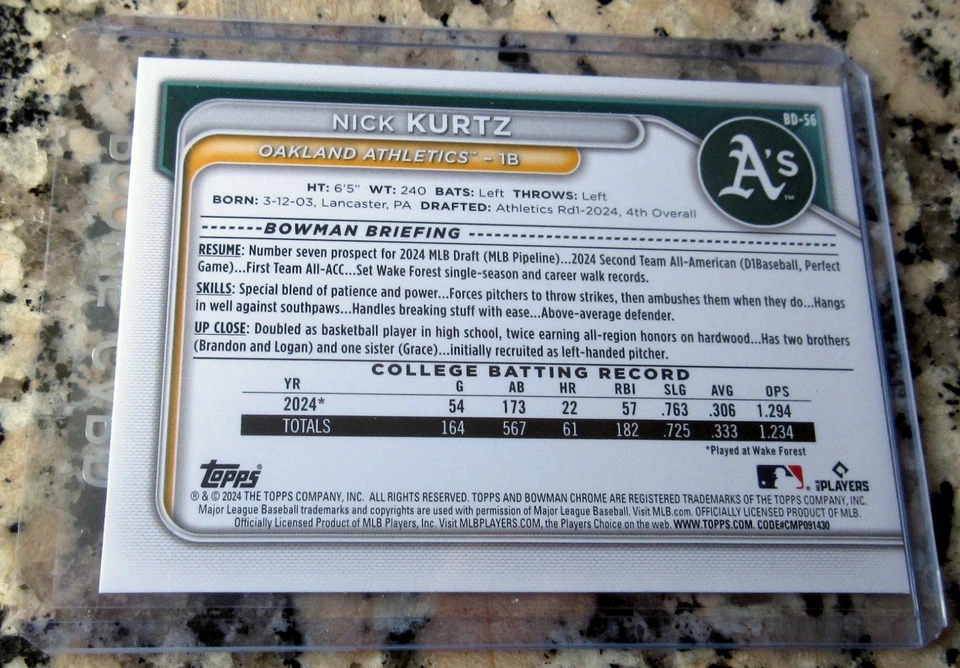 NICK KURTZ
BD-56
OAKLAND ATHLETICS™ – 1B
A's™
HT: 6'5" WT: 240 BATS: Left THROWS: Left
BORN: 3-12-03, Lancaster, PA DRAFTED: Athletics Rd1-2024, 4th Overall
BOWMAN BRIEFING
RESUME: Number seven prospect for 2024 MLB Draft (MLB Pipeline)...2024 Second Team All-American (D1Baseball, Perfect
Game)...First Team All-ACC...Set Wake Forest single-season and career walk records.
SKILLS: Special blend of patience and power...Forces pitchers to throw strikes, then ambushes them when they do...Hangs
in well against southpaws...Handles breaking stuff with ease...Above-average defender.
UP CLOSE: Doubled as basketball player in high school, twice earning all-region honors on hardwood...Has two brothers
(Brandon and Logan) and one sister (Grace)...initially recruited as left-handed pitcher.
COLLEGE BATTING RECORD
YR G AB HR RBI SLG AVG OPS
2024* 54 173 22 57 .763 .306 1.294
TOTALS 164 567 61 182 .725 .333 1.234
*Played at Wake Forest
topps®
MLB PLAYERS
® & © 2024 THE TOPPS COMPANY, INC. ALL RIGHTS RESERVED. TOPPS AND BOWMAN CHROME ARE REGISTERED TRADEMARKS OF THE TOPPS COMPANY, INC.
Major League Baseball trademarks and copyrights are used with permission of Major League Baseball. Visit MLB.com. OFFICIALLY LICENSED PRODUCT OF MLB.
Officially Licensed Product of MLB Players, Inc. Visit MLBPLAYERS.COM, the Players Choice on the web. WWW.TOPPS.COM. CODE#CMP091430